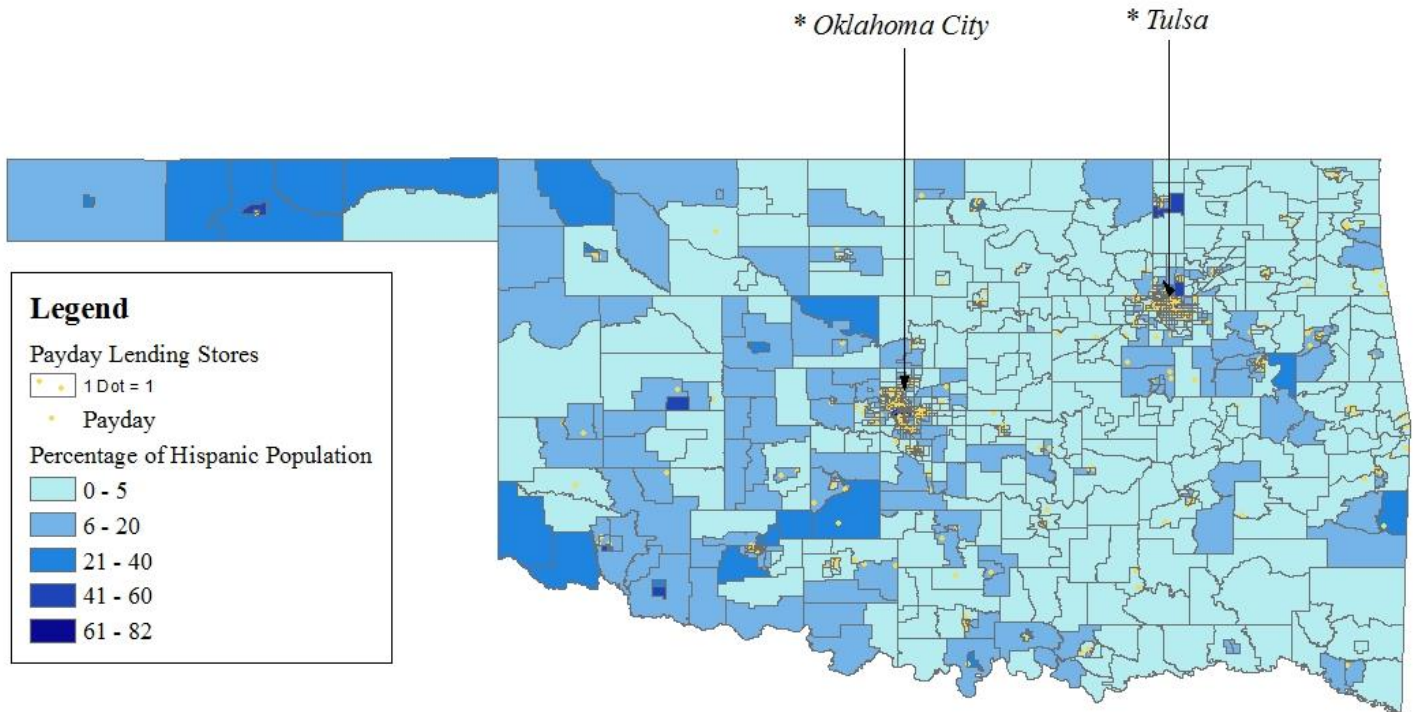 * Oklahoma City
* Tulsa
Legend
Payday Lending Stores
1 Dot = 1
Payday
Percentage of Hispanic Population
0 - 5
6 - 20
21 - 40
41 - 60
61 - 82